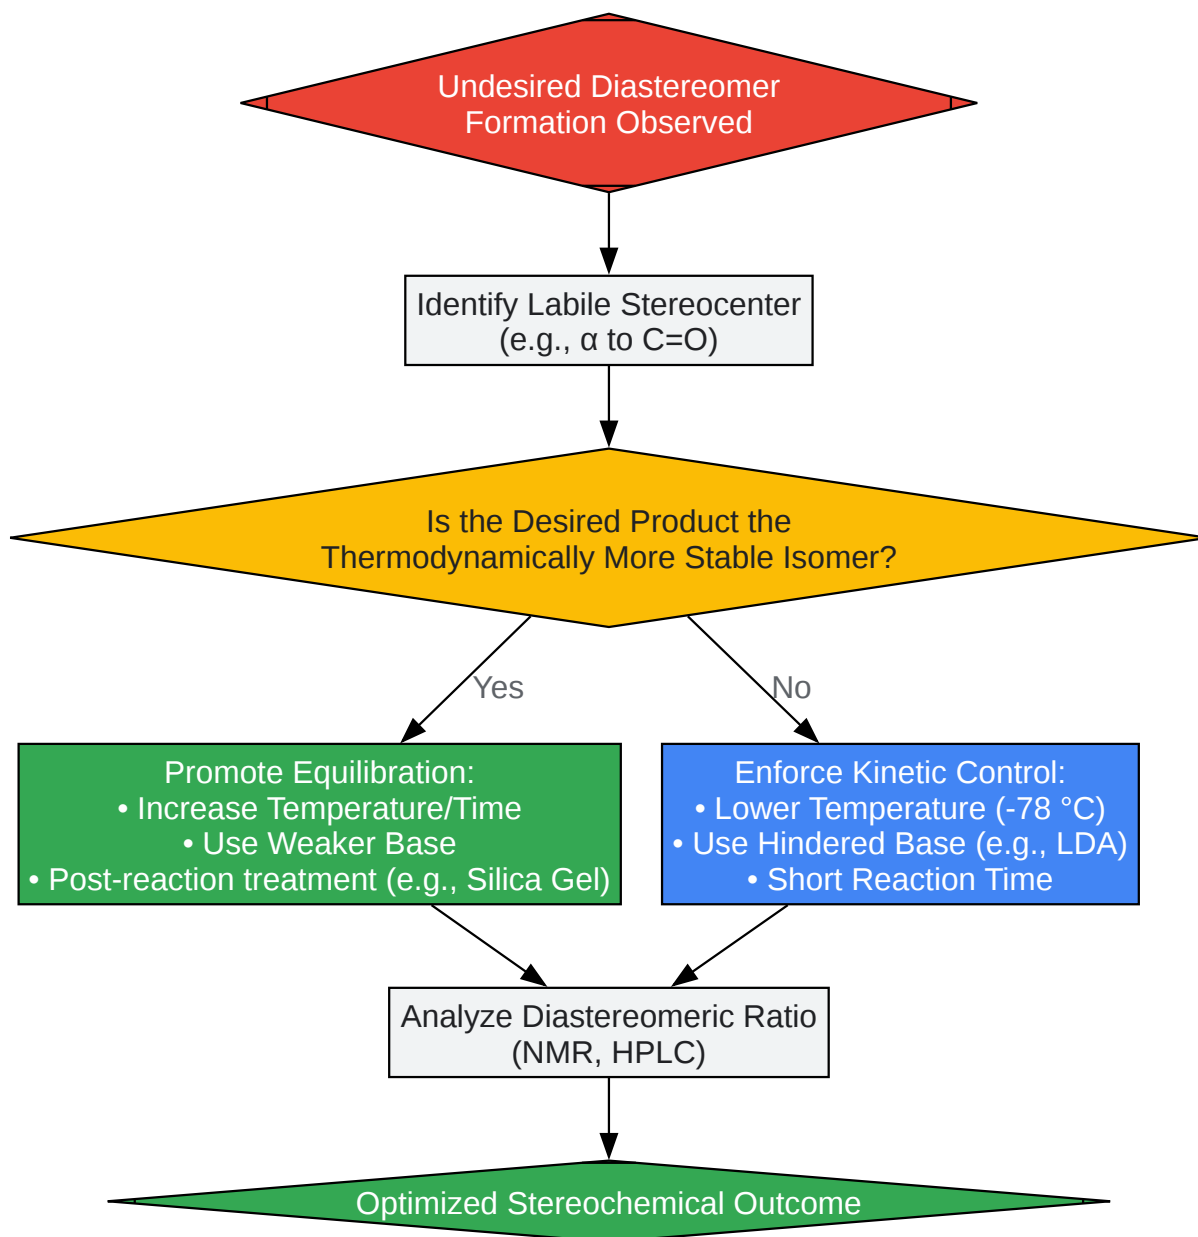 Undesired Diastereomer
Formation Observed
Identify Labile Stereocenter
(e.g., α to C=O)
Is the Desired Product the
Thermodynamically More Stable Isomer?
Yes
No
Promote Equilibration:
• Increase Temperature/Time
• Use Weaker Base
• Post-reaction treatment (e.g., Silica Gel)
Enforce Kinetic Control:
• Lower Temperature (-78 °C)
• Use Hindered Base (e.g., LDA)
• Short Reaction Time
Analyze Diastereomeric Ratio
(NMR, HPLC)
Optimized Stereochemical Outcome